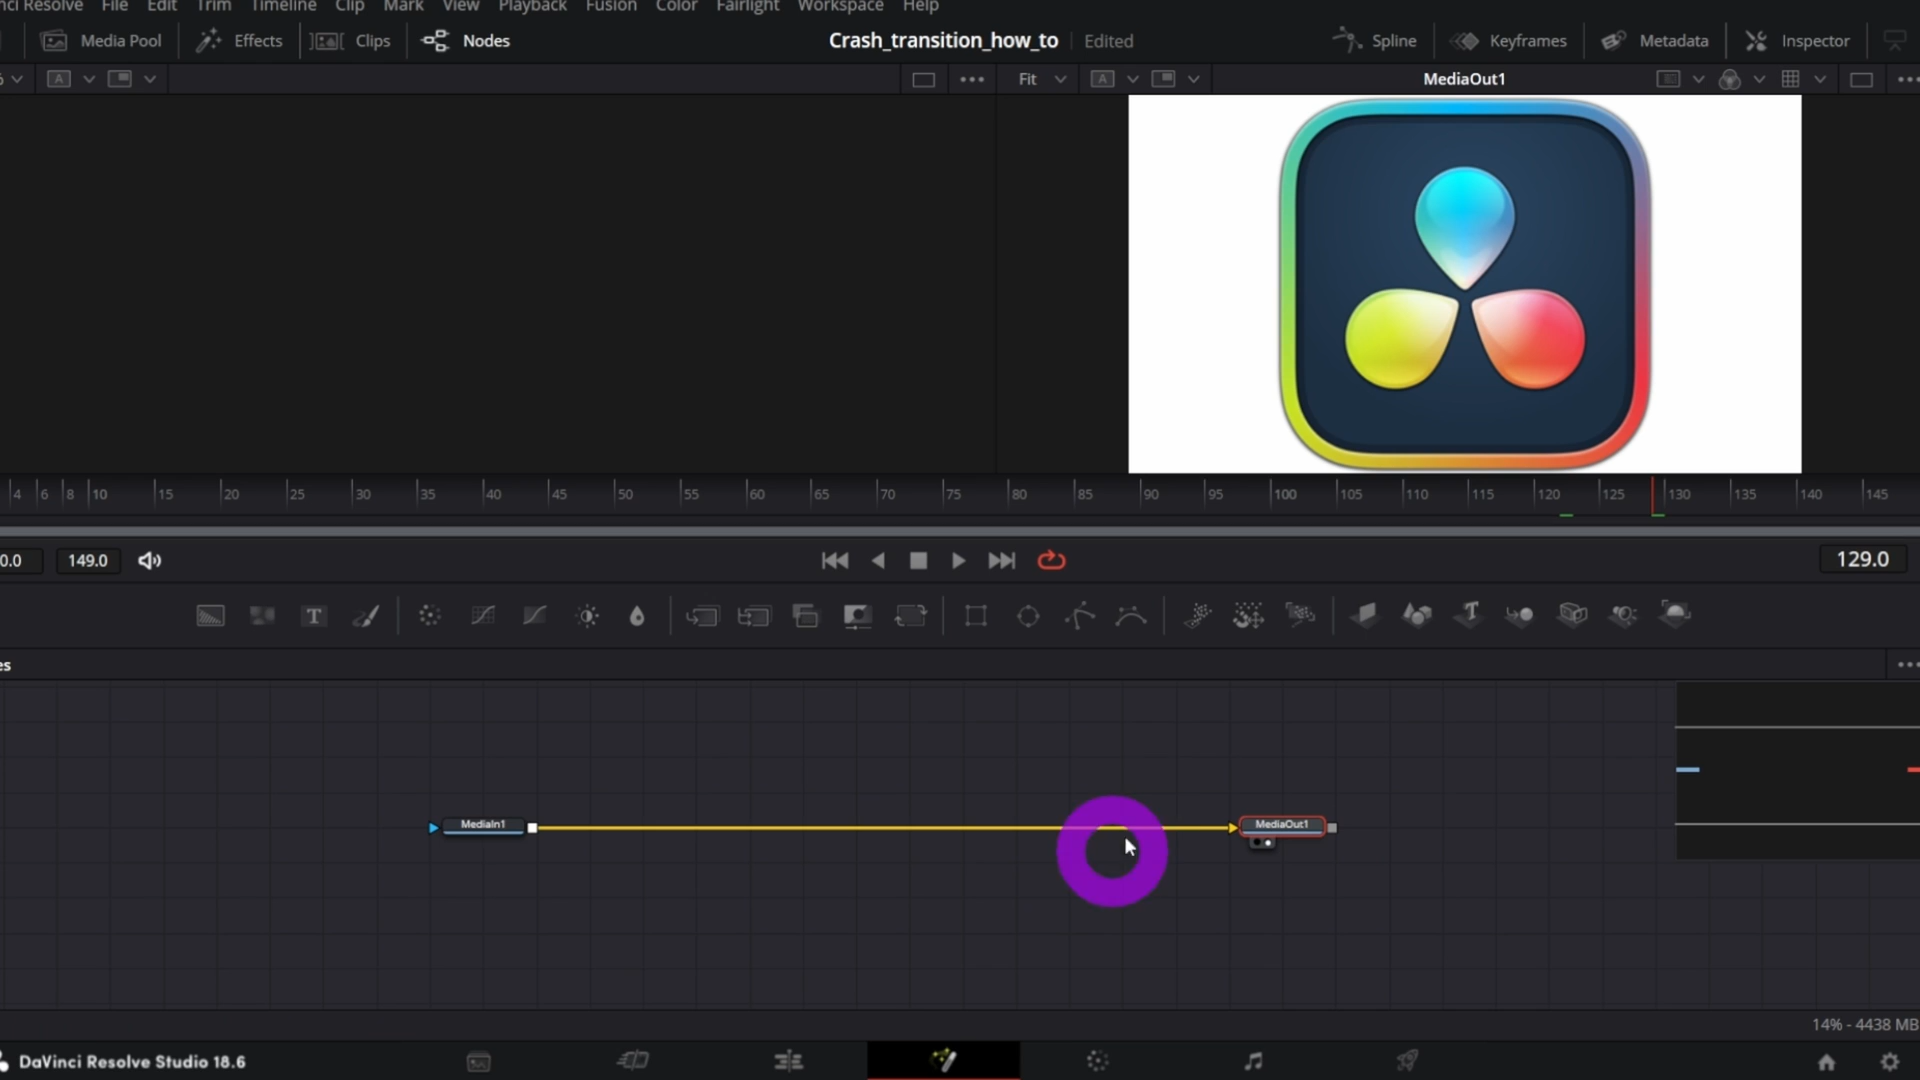 nci Resolve File Edit Trim Timeline Clip Mark View Playback Fusion Color Fairlight Workspace Help
Media Pool Effects Clips Nodes Crash_transition_how_to Edited Spline Keyframes Metadata Inspector
A Fit A MediaOut1
4 6 8 10 15 20 25 30 35 40 45 50 55 60 65 70 75 80 85 90 95 100 105 110 115 120 125 130 135 140 145
0.0 149.0 129.0
T T
es
MediaIn1 MediaOut1
14% - 4438 MB
DaVinci Resolve Studio 18.6